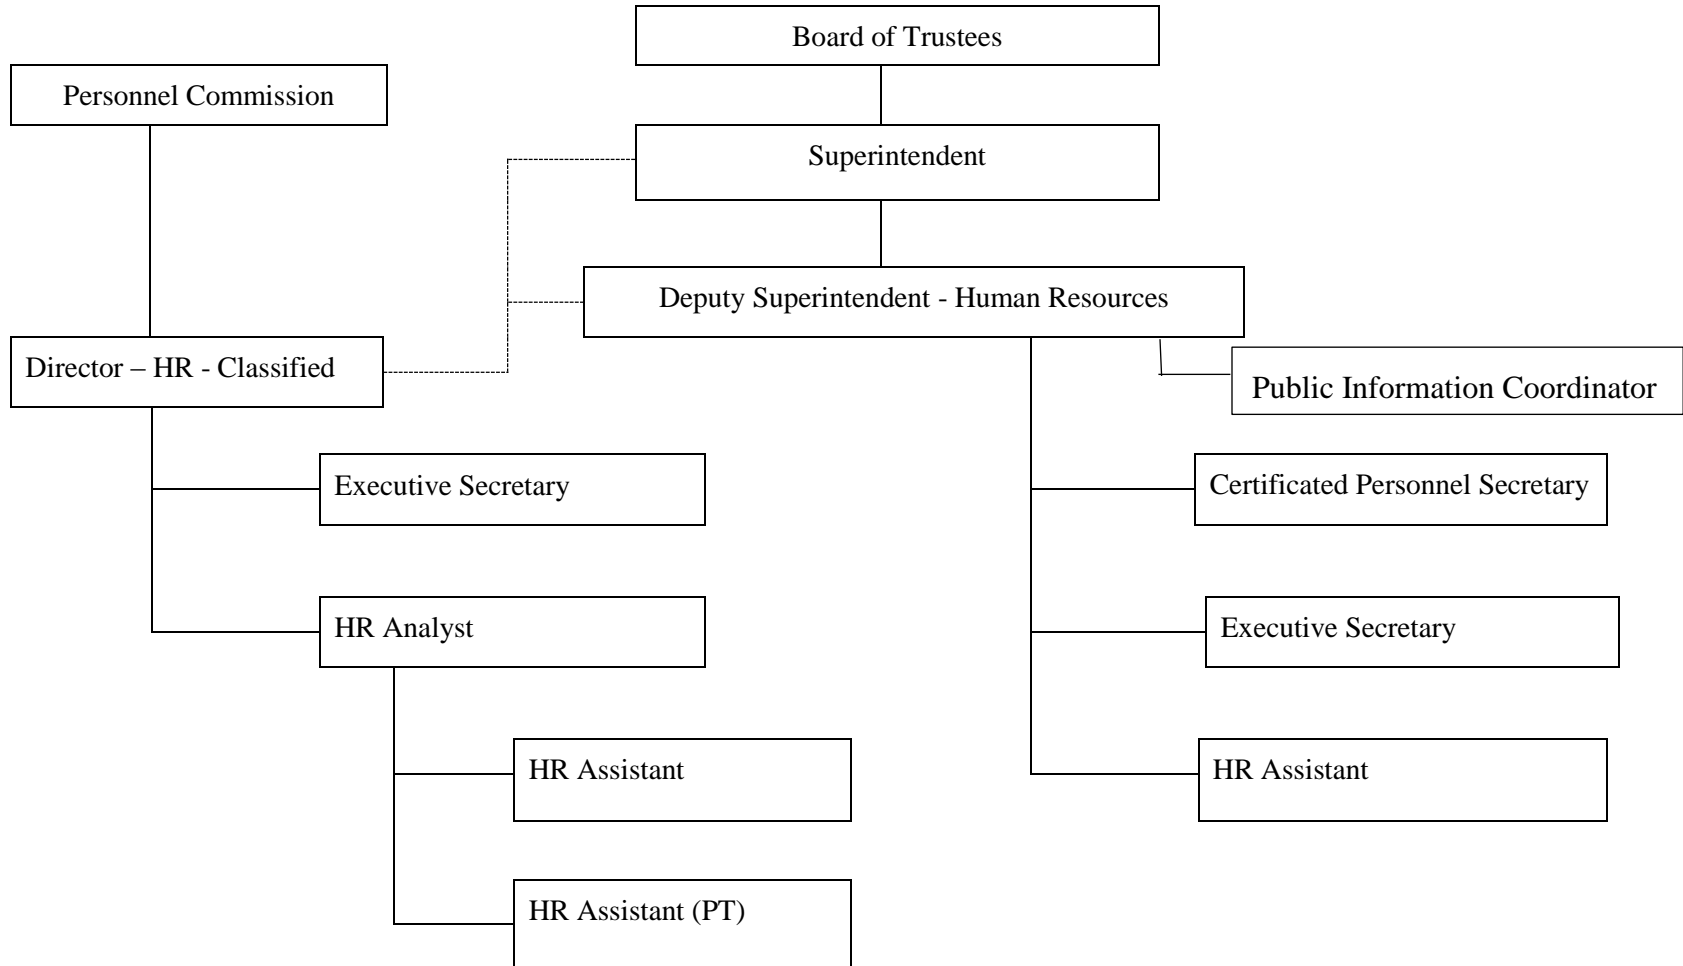 Board of Trustees
Personnel Commission
Superintendent
Deputy Superintendent - Human Resources
Director – HR - Classified
Public Information Coordinator
Executive Secretary
Certificated Personnel Secretary
HR Analyst
Executive Secretary
HR Assistant
HR Assistant
HR Assistant (PT)